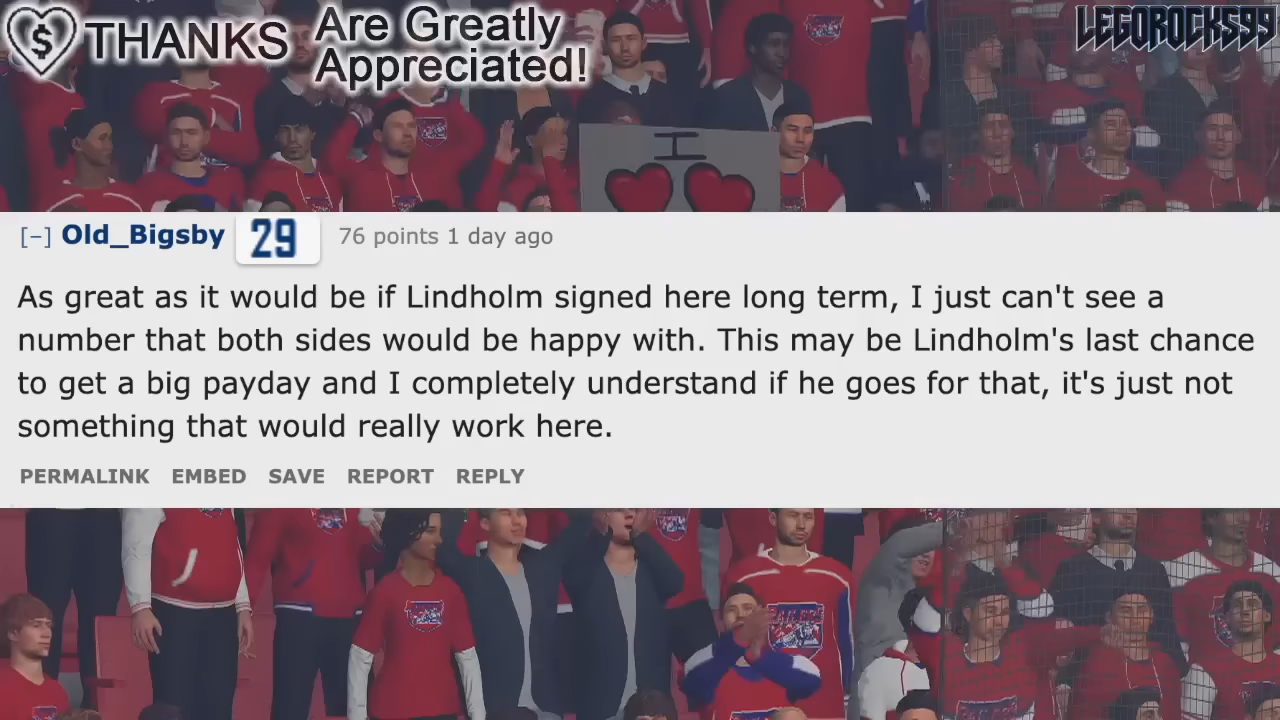 THANKS Are Greatly
Appreciated!
LEGOROCKS99
I
[–] Old_Bigsby 29 76 points 1 day ago
As great as it would be if Lindholm signed here long term, I just can't see a
number that both sides would be happy with. This may be Lindholm's last chance
to get a big payday and I completely understand if he goes for that, it's just not
something that would really work here.
PERMALINK EMBED SAVE REPORT REPLY